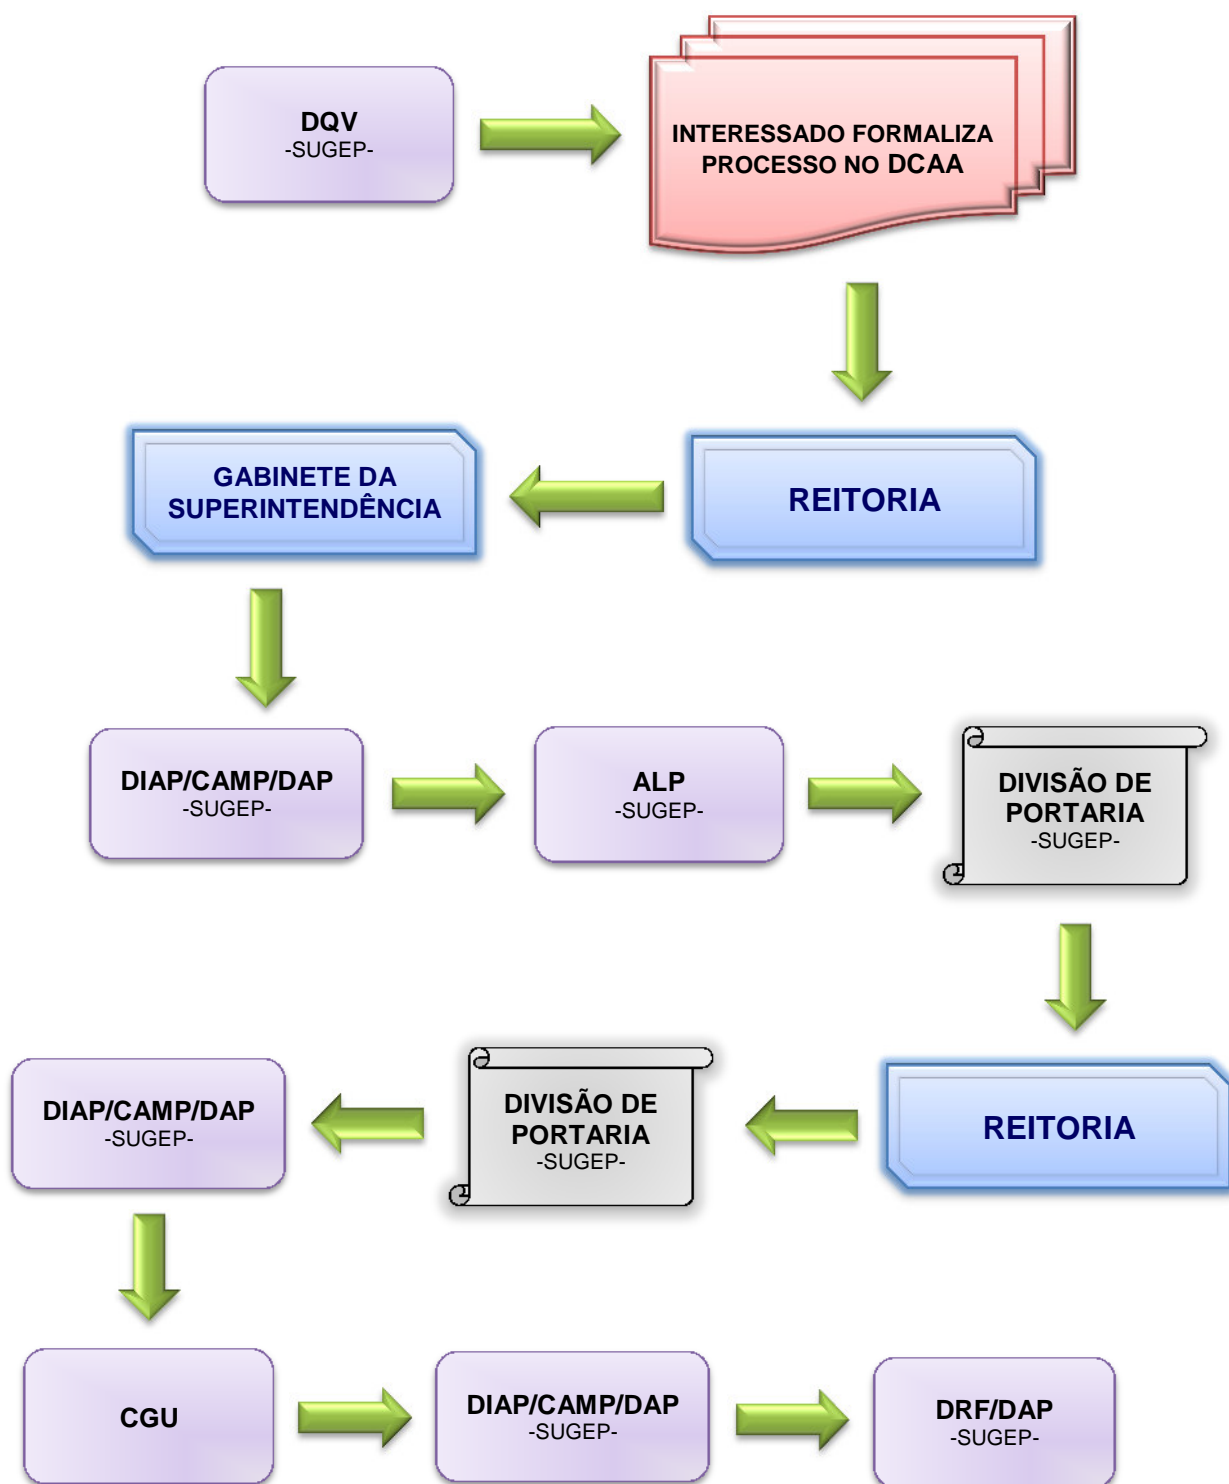 DQV
-SUGEP-
INTERESSADO FORMALIZA
PROCESSO NO DCAA
GABINETE DA
SUPERINTENDÊNCIA
REITORIA
DIAP/CAMP/DAP
-SUGEP-
ALP
-SUGEP-
DIVISÃO DE
PORTARIA
-SUGEP-
DIAP/CAMP/DAP
-SUGEP-
DIVISÃO DE
PORTARIA
-SUGEP-
REITORIA
CGU
DIAP/CAMP/DAP
-SUGEP-
DRF/DAP
-SUGEP-